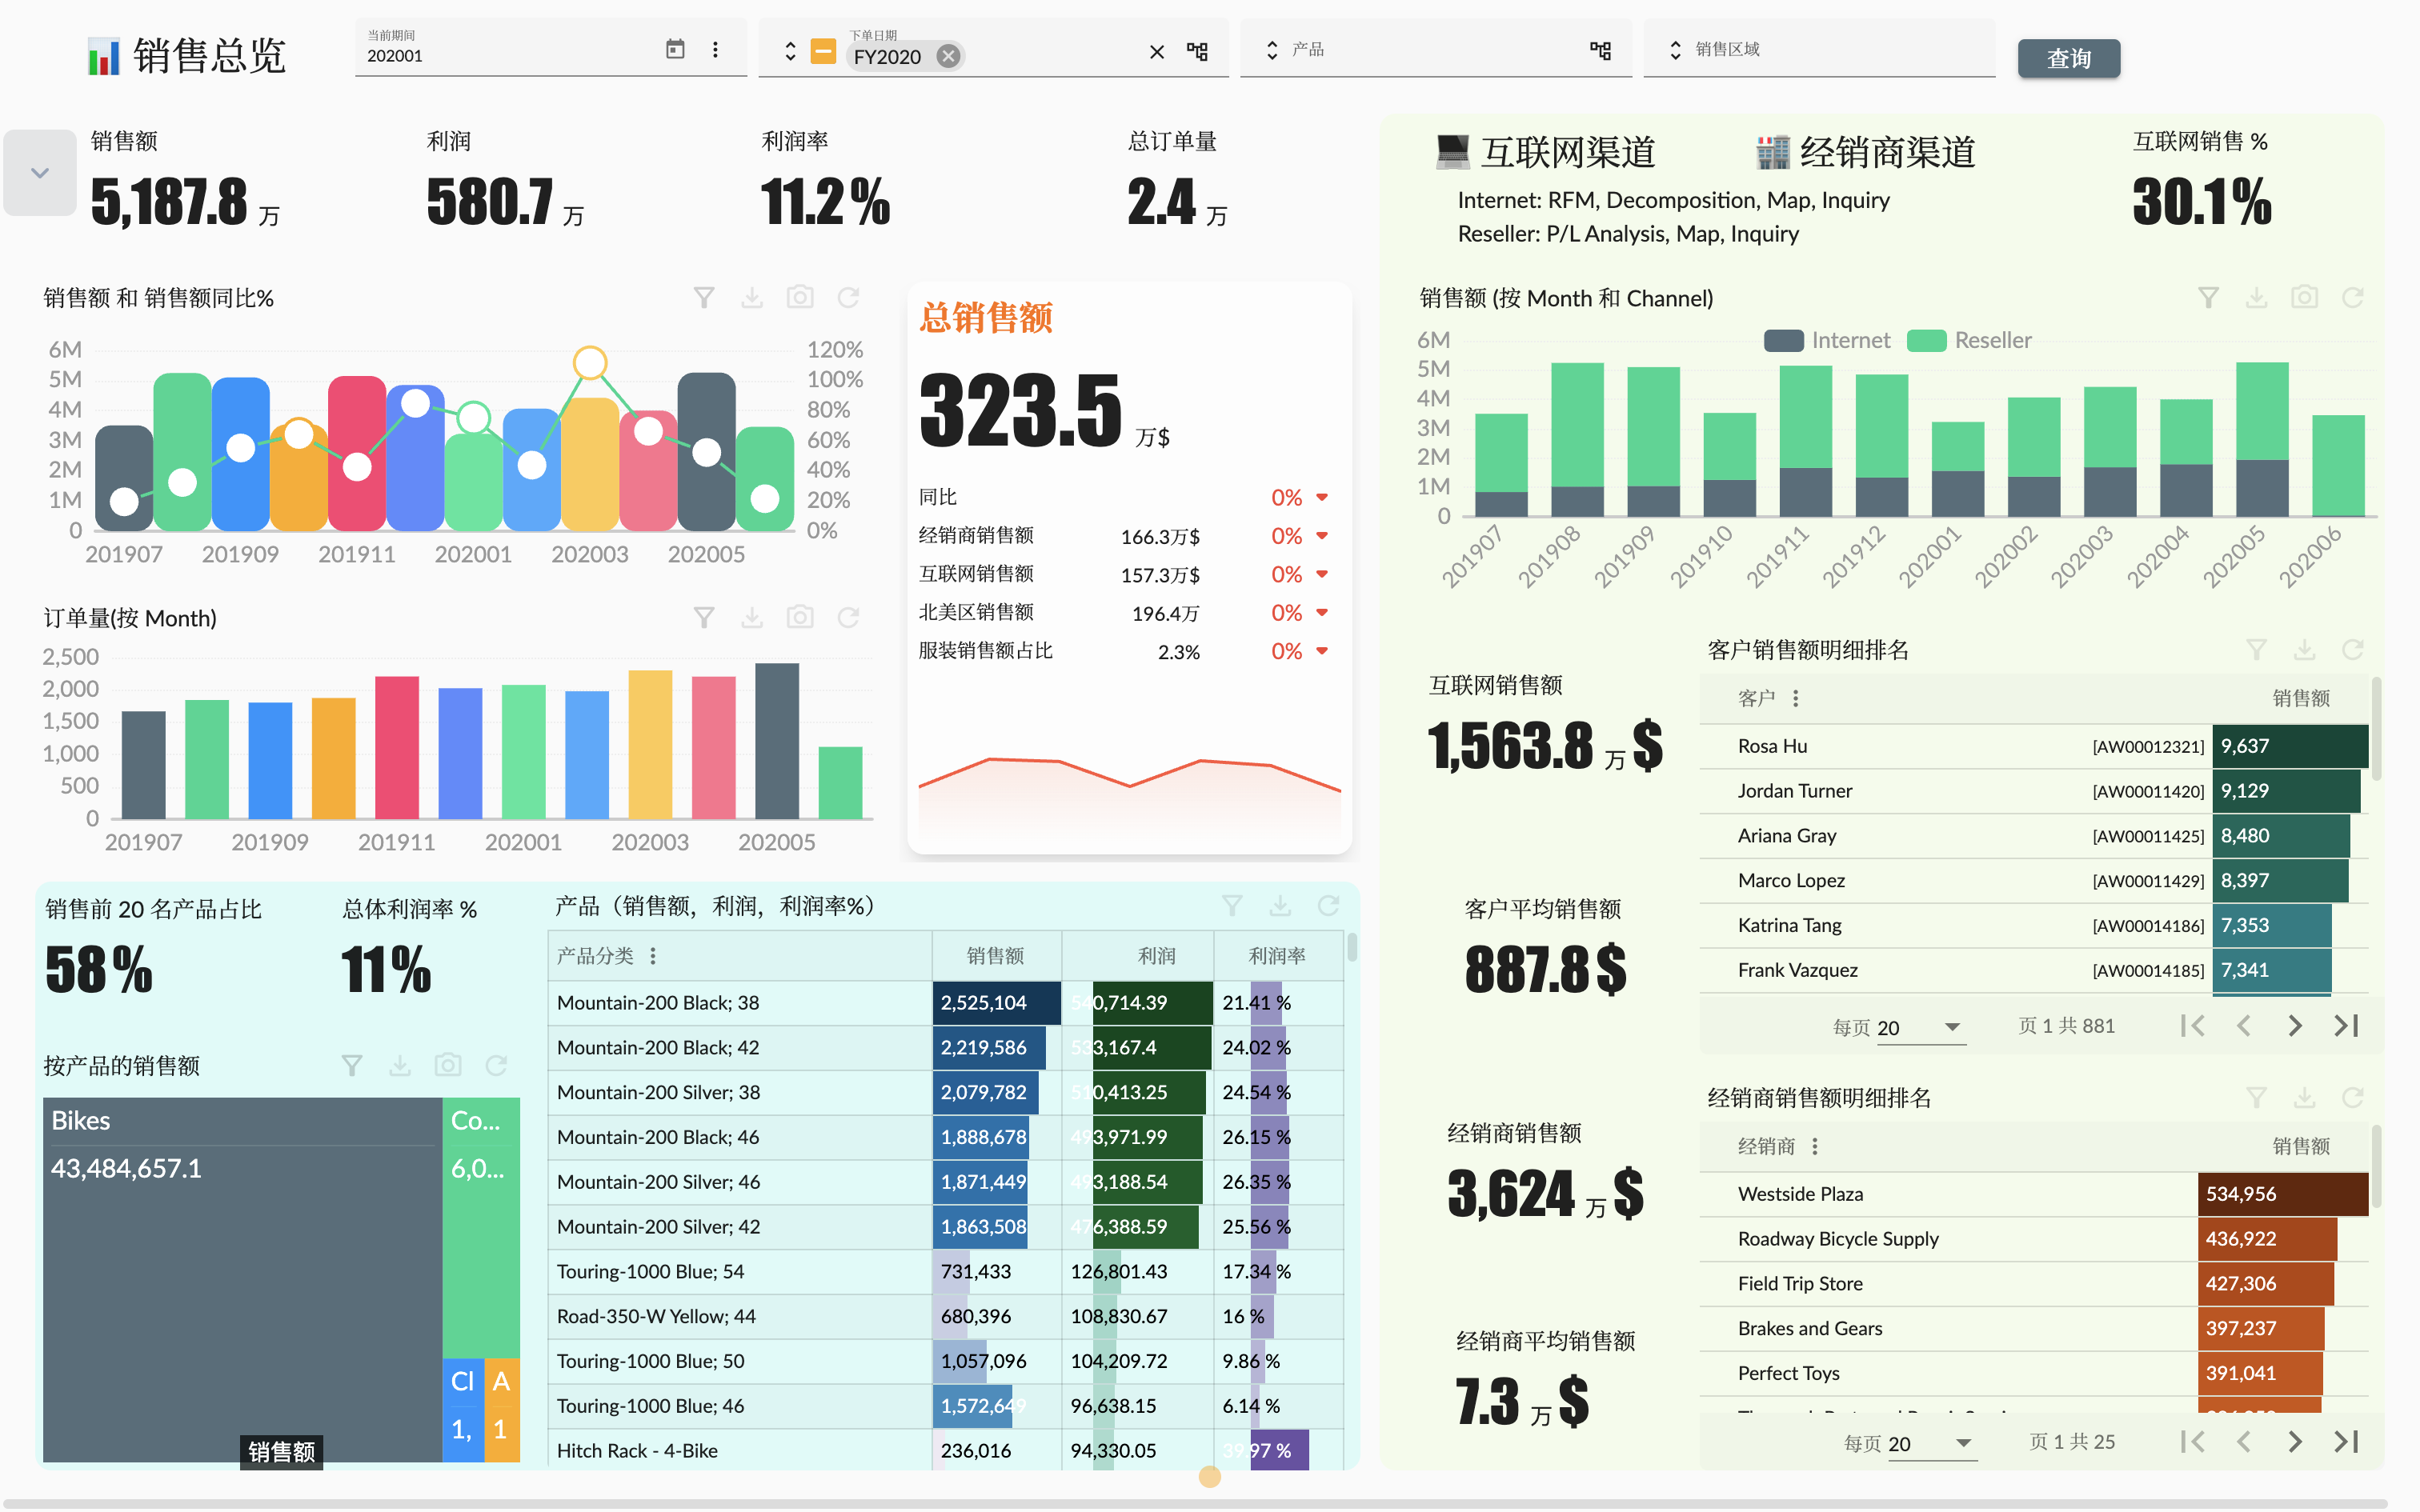 销售总览
当前期间
202001
下单日期
FY2020
产品
销售区域
查询
销售额
5,187.8 万
利润
580.7 万
利润率
11.2%
总订单量
2.4 万
互联网渠道
经销商渠道
Internet: RFM, Decomposition, Map, Inquiry
Reseller: P/L Analysis, Map, Inquiry
互联网销售 %
30.1%
销售额 和 销售额同比%
6M
5M
4M
3M
2M
1M
0
120%
100%
80%
60%
40%
20%
0%
201907 201909 201911 202001 202003 202005
总销售额
323.5 万$
同比 0%
经销商销售额 166.3万$ 0%
互联网销售额 157.3万$ 0%
北美区销售额 196.4万 0%
服装销售额占比 2.3% 0%
销售额 (按 Month 和 Channel)
Internet Reseller
6M
5M
4M
3M
2M
1M
0
201907 201908 201909 201910 201911 201912 202001 202002 202003 202004 202005 202006
订单量(按 Month)
2,500
2,000
1,500
1,000
500
0
201907 201909 201911 202001 202003 202005
互联网销售额
1,563.8 万 $
客户平均销售额
887.8 $
经销商销售额
3,624 万 $
经销商平均销售额
7.3 万 $
客户销售额明细排名
客户 销售额
Rosa Hu [AW00012321] 9,637
Jordan Turner [AW00011420] 9,129
Ariana Gray [AW00011425] 8,480
Marco Lopez [AW00011429] 8,397
Katrina Tang [AW00014186] 7,353
Frank Vazquez [AW00014185] 7,341
每页 20 页 1 共 881
经销商销售额明细排名
经销商 销售额
Westside Plaza 534,956
Roadway Bicycle Supply 436,922
Field Trip Store 427,306
Brakes and Gears 397,237
Perfect Toys 391,041
每页 20 页 1 共 25
销售前 20 名产品占比
58%
总体利润率 %
11%
按产品的销售额
Bikes
43,484,657.1
Co...
6,0...
Cl
1,
A
1
销售额
产品（销售额，利润，利润率%）
产品分类 销售额 利润 利润率
Mountain-200 Black; 38 2,525,104 540,714.39 21.41 %
Mountain-200 Black; 42 2,219,586 533,167.4 24.02 %
Mountain-200 Silver; 38 2,079,782 510,413.25 24.54 %
Mountain-200 Black; 46 1,888,678 493,971.99 26.15 %
Mountain-200 Silver; 46 1,871,449 493,188.54 26.35 %
Mountain-200 Silver; 42 1,863,508 476,388.59 25.56 %
Touring-1000 Blue; 54 731,433 126,801.43 17.34 %
Road-350-W Yellow; 44 680,396 108,830.67 16 %
Touring-1000 Blue; 50 1,057,096 104,209.72 9.86 %
Touring-1000 Blue; 46 1,572,649 96,638.15 6.14 %
Hitch Rack - 4-Bike 236,016 94,330.05 39.97 %